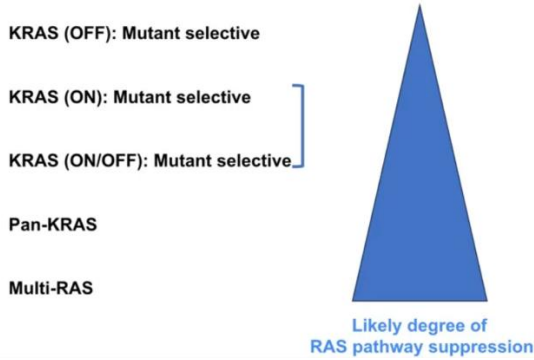 KRAS (OFF): Mutant selective
KRAS (ON): Mutant selective
KRAS (ON/OFF): Mutant selective
Pan-KRAS
Multi-RAS
Likely degree of
RAS pathway suppression